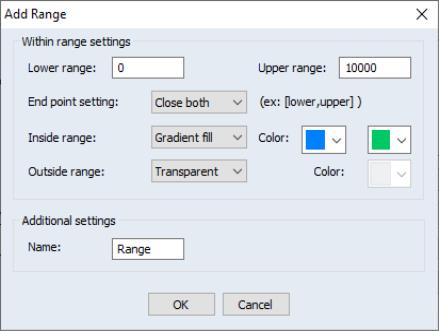 Add Range
Within range settings
Lower range: 0 Upper range: 10000
End point setting: Close both (ex: [lower,upper] )
Inside range: Gradient fill Color:
Outside range: Transparent Color:
Additional settings
Name: Range
OK Cancel